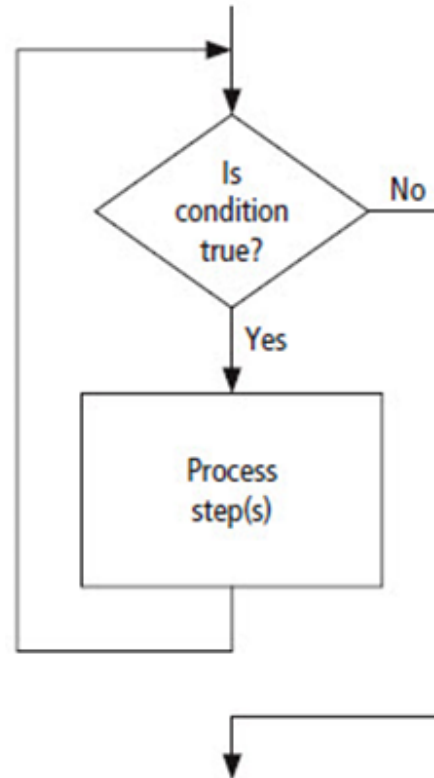 Is
condition
true?
No
Yes
Process
step(s)